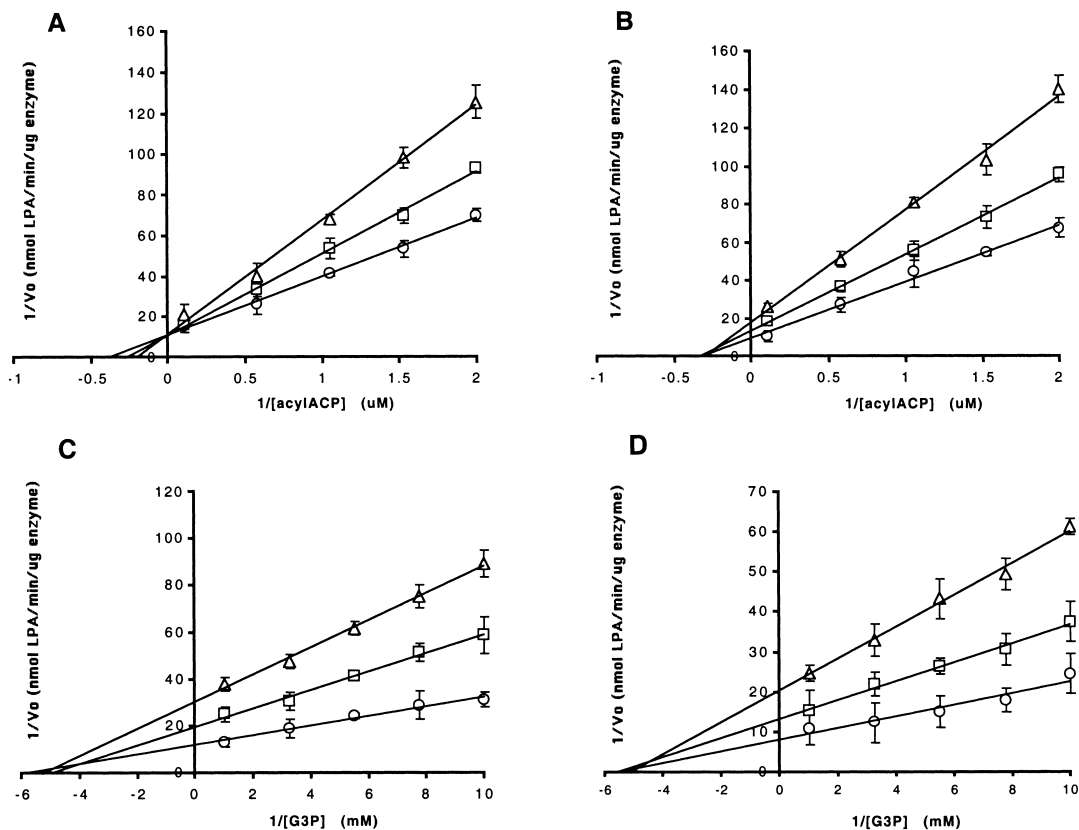 A
1/Vo (nmol LPA/min/ug enzyme)
160
140
120
100
80
60
40
20
0
-1 -0.5 0 0.5 1 1.5 2
1/[acylACP] (uM)
B
1/Vo (nmol LPA/min/ug enzyme)
160
140
120
100
80
60
40
20
0
-1 -0.5 0 0.5 1 1.5 2
1/[acylACP] (uM)
C
1/Vo (nmol LPA/min/ug enzyme)
120
100
80
60
40
20
0
-6 -4 -2 0 2 4 6 8 10
1/[G3P] (mM)
D
1/Vo (nmol LPA/min/ug enzyme)
70
60
50
40
30
20
10
0
-6 -4 -2 0 2 4 6 8 10
1/[G3P] (mM)